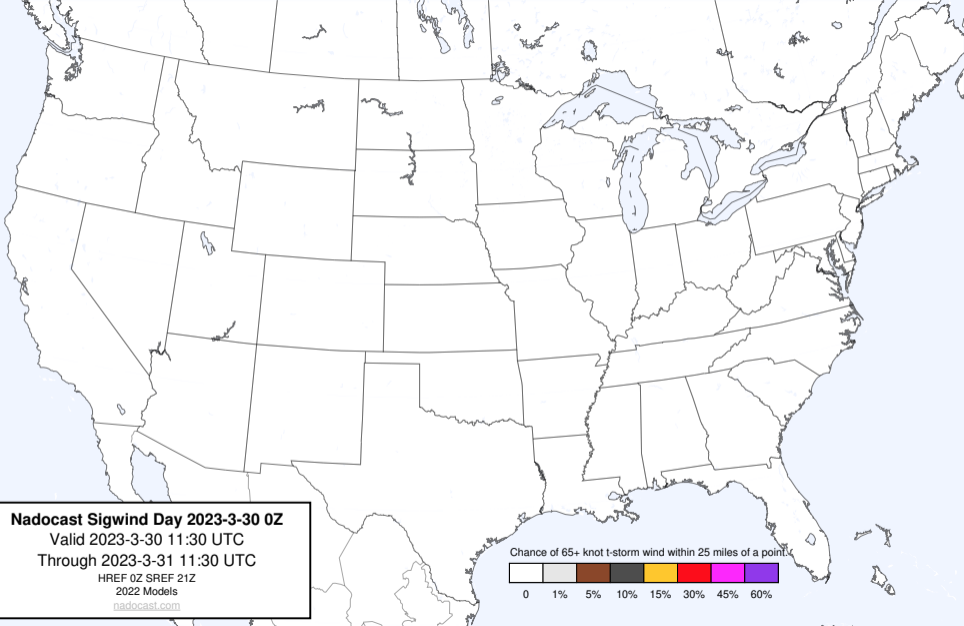 Nadocast Sigwind Day 2023-3-30 0Z
Valid 2023-3-30 11:30 UTC
Through 2023-3-31 11:30 UTC
HREF 0Z SREF 21Z
2022 Models
nadocast.com
Chance of 65+ knot t-storm wind within 25 miles of a point.
0 1% 5% 10% 15% 30% 45% 60%